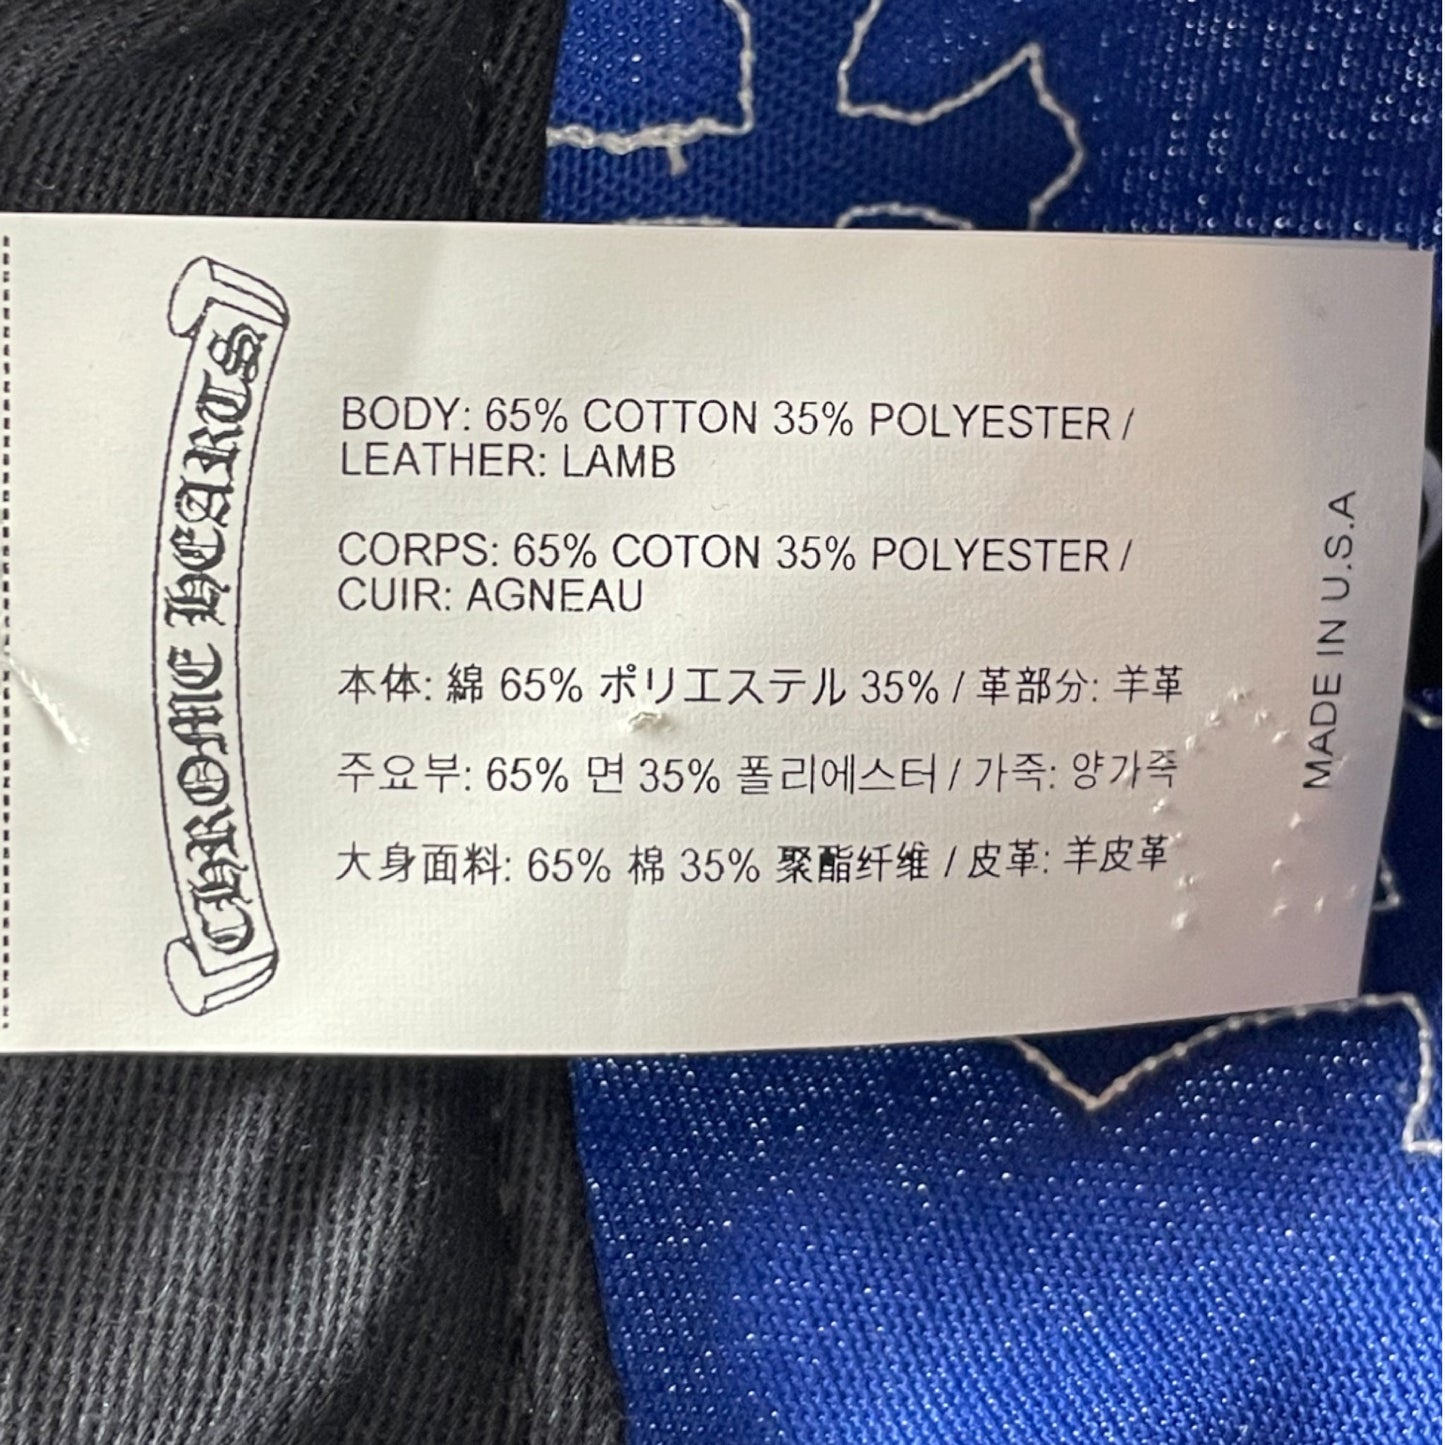 CHROME HEARTS
BODY: 65% COTTON 35% POLYESTER /
LEATHER: LAMB
CORPS: 65% COTON 35% POLYESTER /
CUIR: AGNEAU
本体: 綿 65% ポリエステル 35% / 革部分: 羊革
주요부: 65% 면 35% 폴리에스터 / 가죽: 양가죽
大身面料: 65% 棉 35% 聚酯纤维 / 皮革: 羊皮革
MADE IN U.S.A